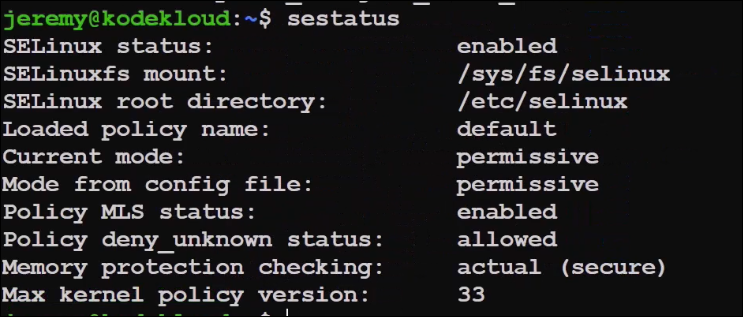 jeremy@kodekloud:~$ sestatus
SELinux status:                 enabled
SELinuxfs mount:                /sys/fs/selinux
SELinux root directory:         /etc/selinux
Loaded policy name:             default
Current mode:                   permissive
Mode from config file:          permissive
Policy MLS status:              enabled
Policy deny_unknown status:     allowed
Memory protection checking:     actual (secure)
Max kernel policy version:      33
jeremy@kodekloud:~$